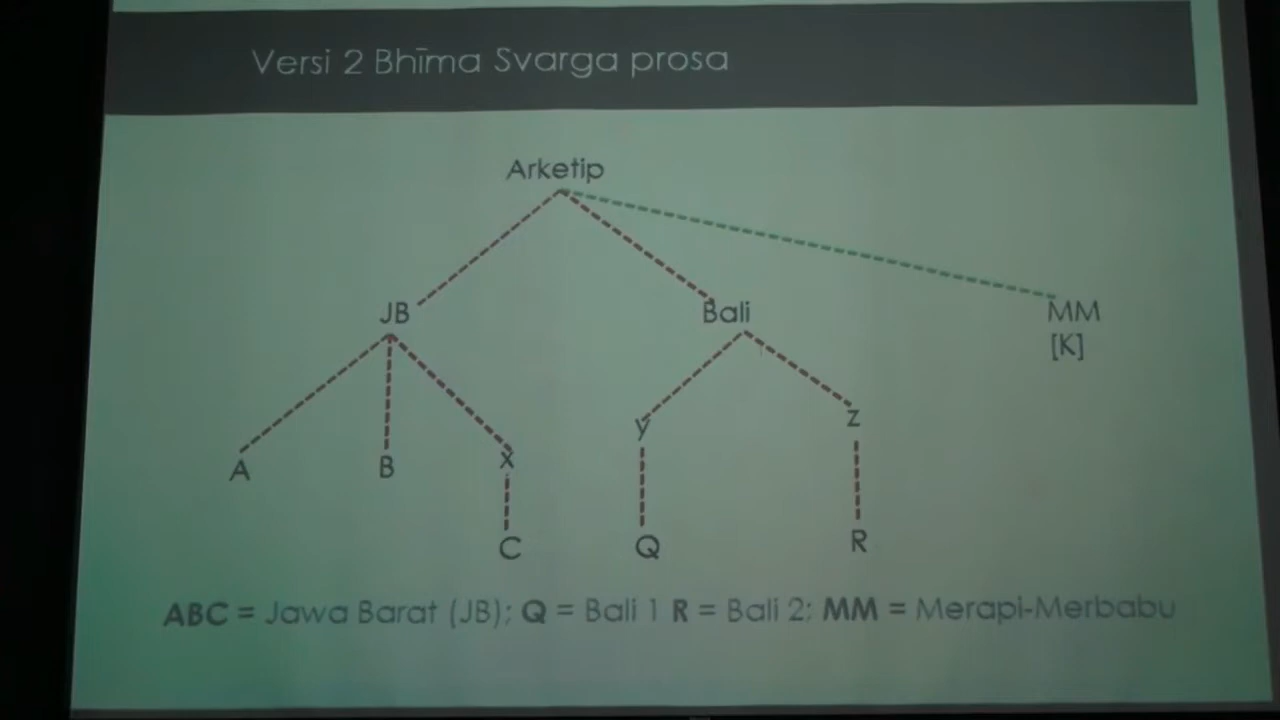 Versi 2 Bhīma Svarga prosa
Arketip
JB Bali MM
[K]
A B x y z
C Q R
ABC = Jawa Barat (JB); Q = Bali 1 R = Bali 2; MM = Merapi-Merbabu